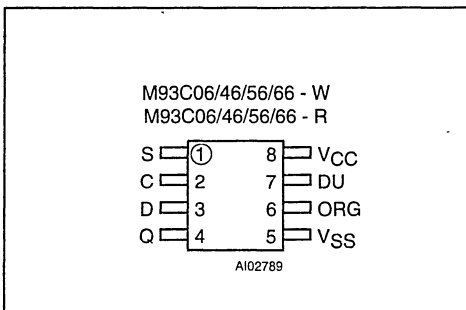 M93C06/46/56/66 - W
M93C06/46/56/66 - R
S 1 8 VCC
C 2 7 DU
D 3 6 ORG
Q 4 5 VSS
AI02789